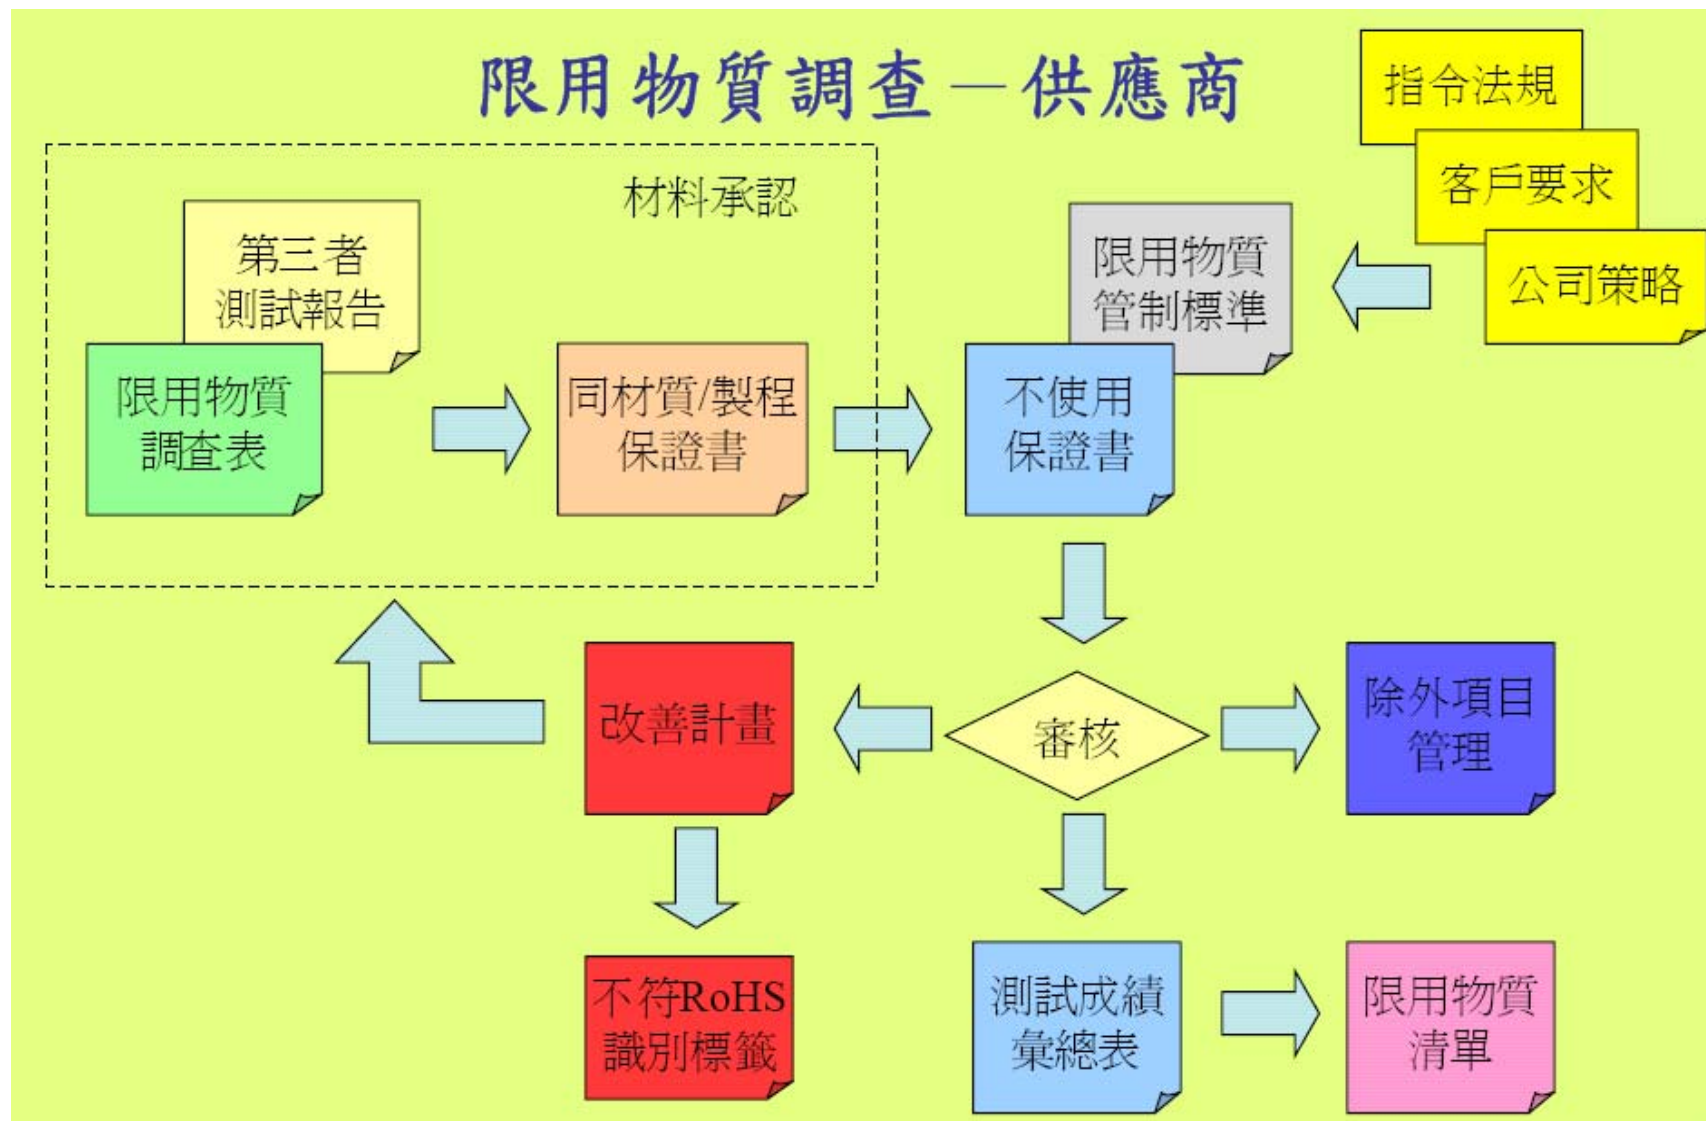 限用物質調查－供應商
指令法規
客戶要求
公司策略
材料承認
第三者
測試報告
限用物質
調查表
同材質/製程
保證書
限用物質
管制標準
不使用
保證書
改善計畫
審核
除外項目
管理
不符RoHS
識別標籤
測試成績
彙總表
限用物質
清單